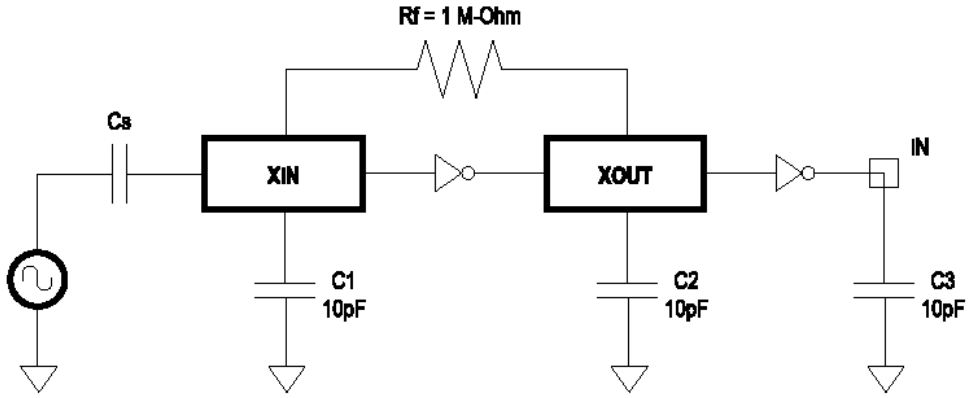 Rf = 1 M-Ohm
Cs
XIN
XOUT
IN
C1
10pF
C2
10pF
C3
10pF